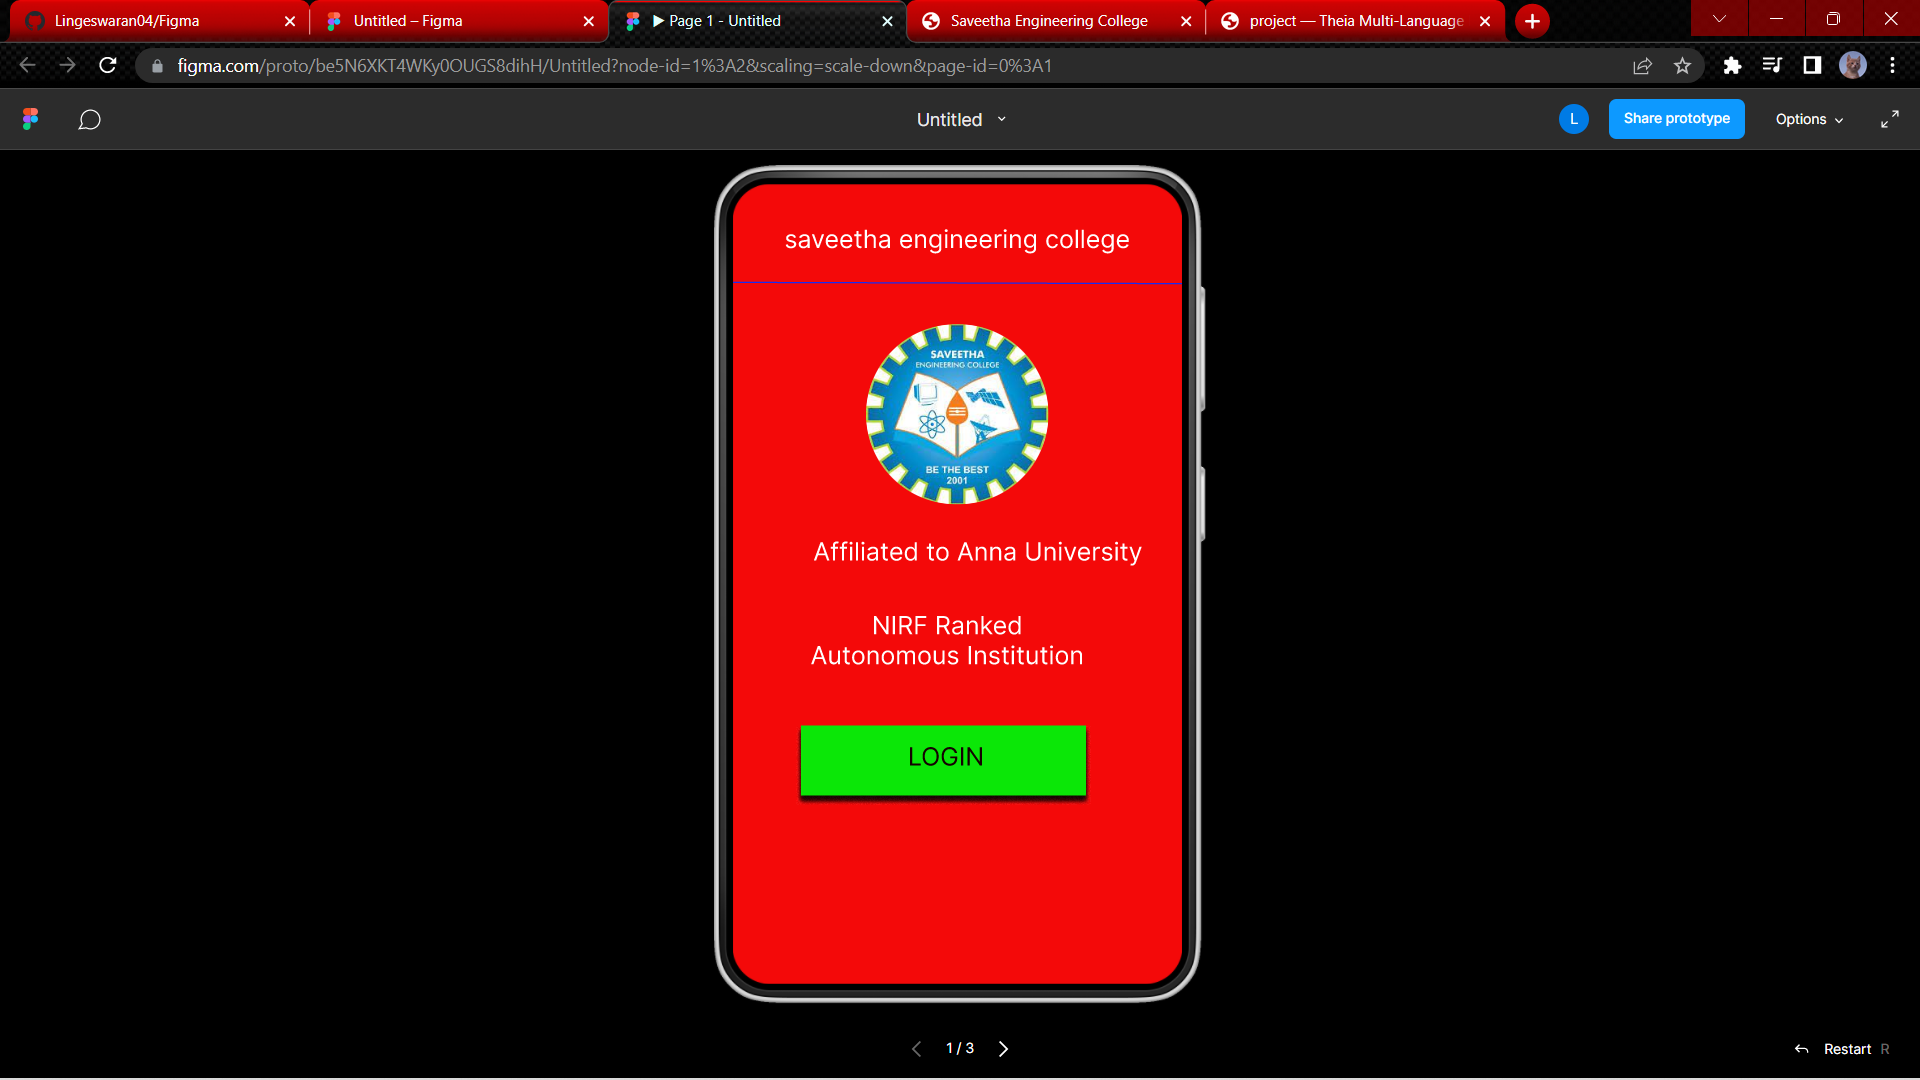 Lingeswaran04/Figma
Untitled – Figma
▶ Page 1 - Untitled
Saveetha Engineering College
project — Theia Multi-Language
figma.com/proto/be5N6XKT4WKy0OUGS8dihH/Untitled?node-id=1%3A2&scaling=scale-down&page-id=0%3A1
Untitled
L
Share prototype
Options
saveetha engineering college
SAVEETHA
ENGINEERING COLLEGE
BE THE BEST
2001
Affiliated to Anna University
NIRF Ranked
Autonomous Institution
LOGIN
1 / 3
Restart R